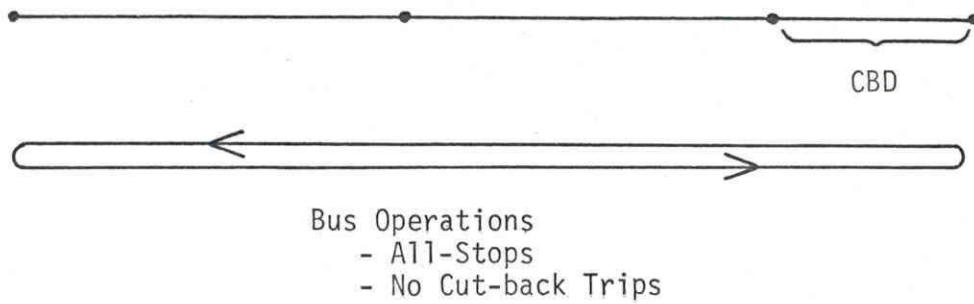 CBD
Bus Operations
- All-Stops
- No Cut-back Trips